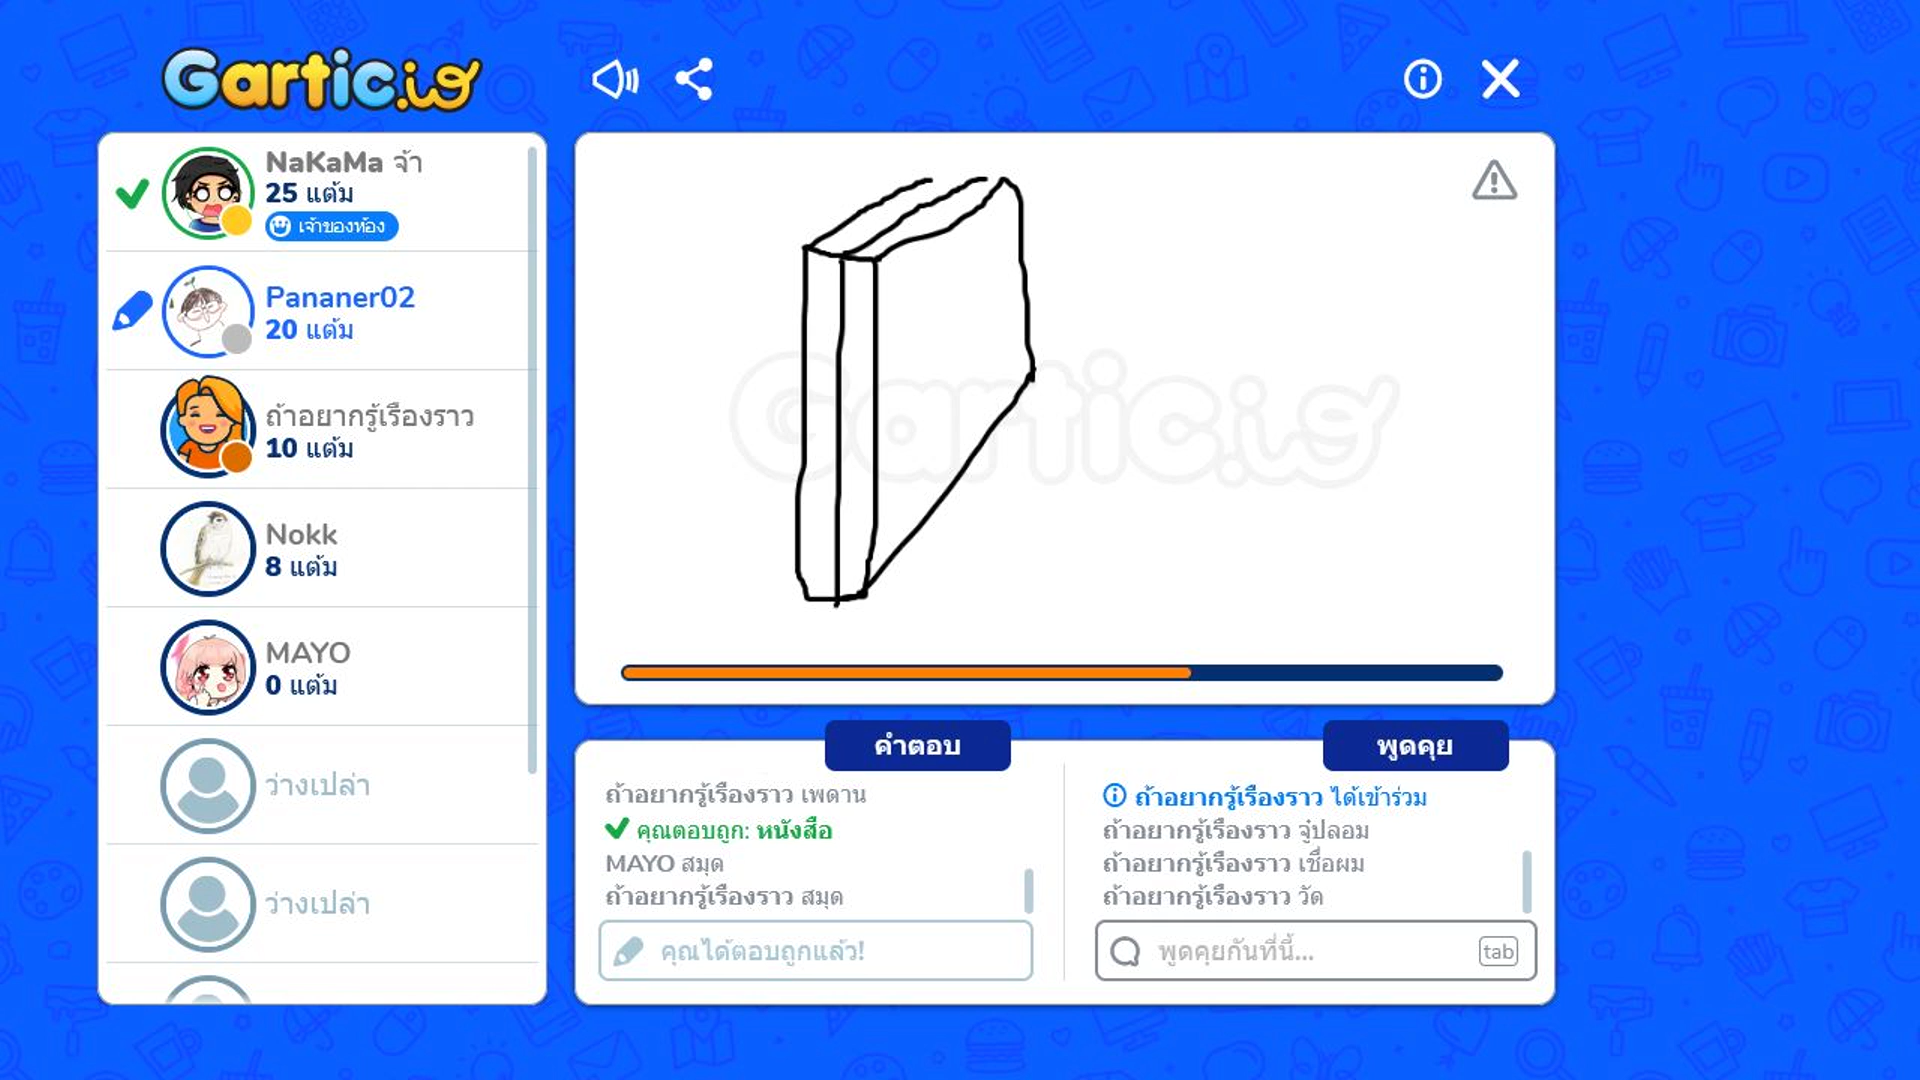 Gartic.io
NaKaMa จ้า
25 แต้ม
เจ้าของห้อง
Pananer02
20 แต้ม
ถ้าอยากรู้เรื่องราว
10 แต้ม
Nokk
8 แต้ม
MAYO
0 แต้ม
ว่างเปล่า
ว่างเปล่า
Gartic.io
คำตอบ
ถ้าอยากรู้เรื่องราว เพดาน
คุณตอบถูก: หนังสือ
MAYO สมุด
ถ้าอยากรู้เรื่องราว สมุด
คุณได้ตอบถูกแล้ว!
พูดคุย
ถ้าอยากรู้เรื่องราว ได้เข้าร่วม
ถ้าอยากรู้เรื่องราว จู๋ปลอม
ถ้าอยากรู้เรื่องราว เชื่อผม
ถ้าอยากรู้เรื่องราว วัด
พูดคุยกันที่นี้...
tab